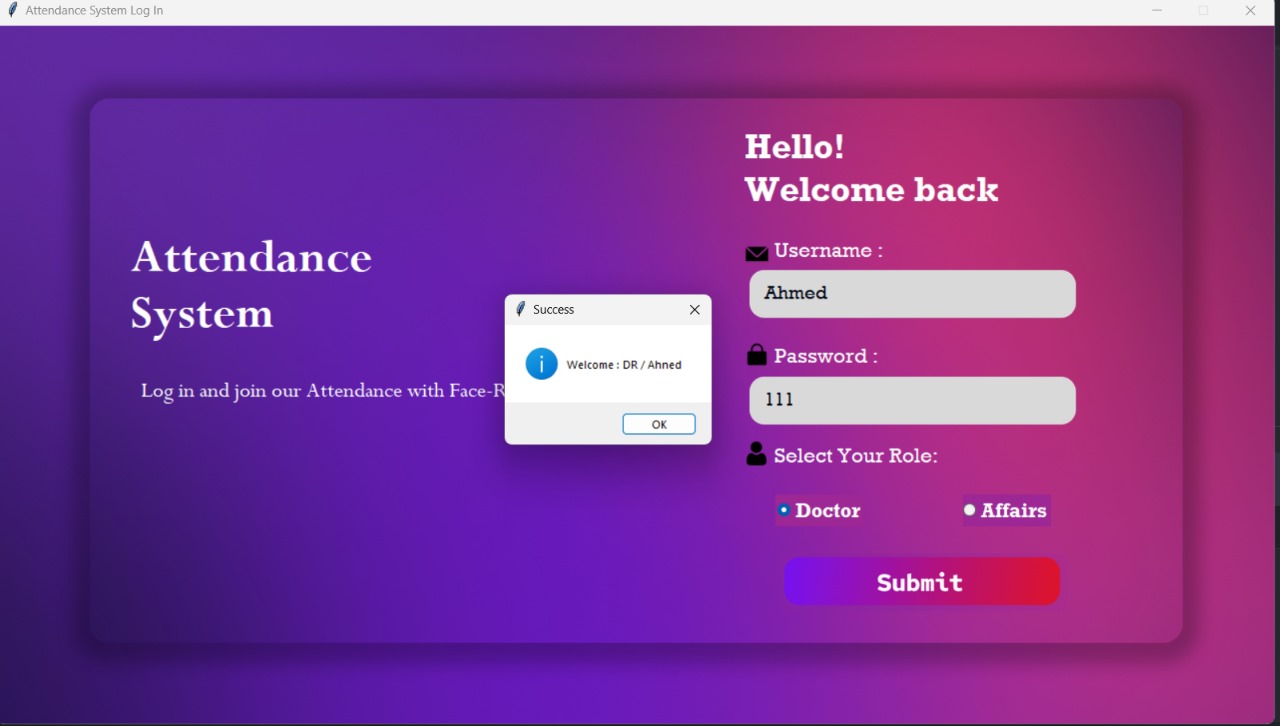 Attendance System Log In
Attendance
System
Log in and join our Attendance with Face-R
Success
Welcome : DR / Ahned
OK
Hello!
Welcome back
Username :
Ahmed
Password :
111
Select Your Role:
Doctor
Affairs
Submit